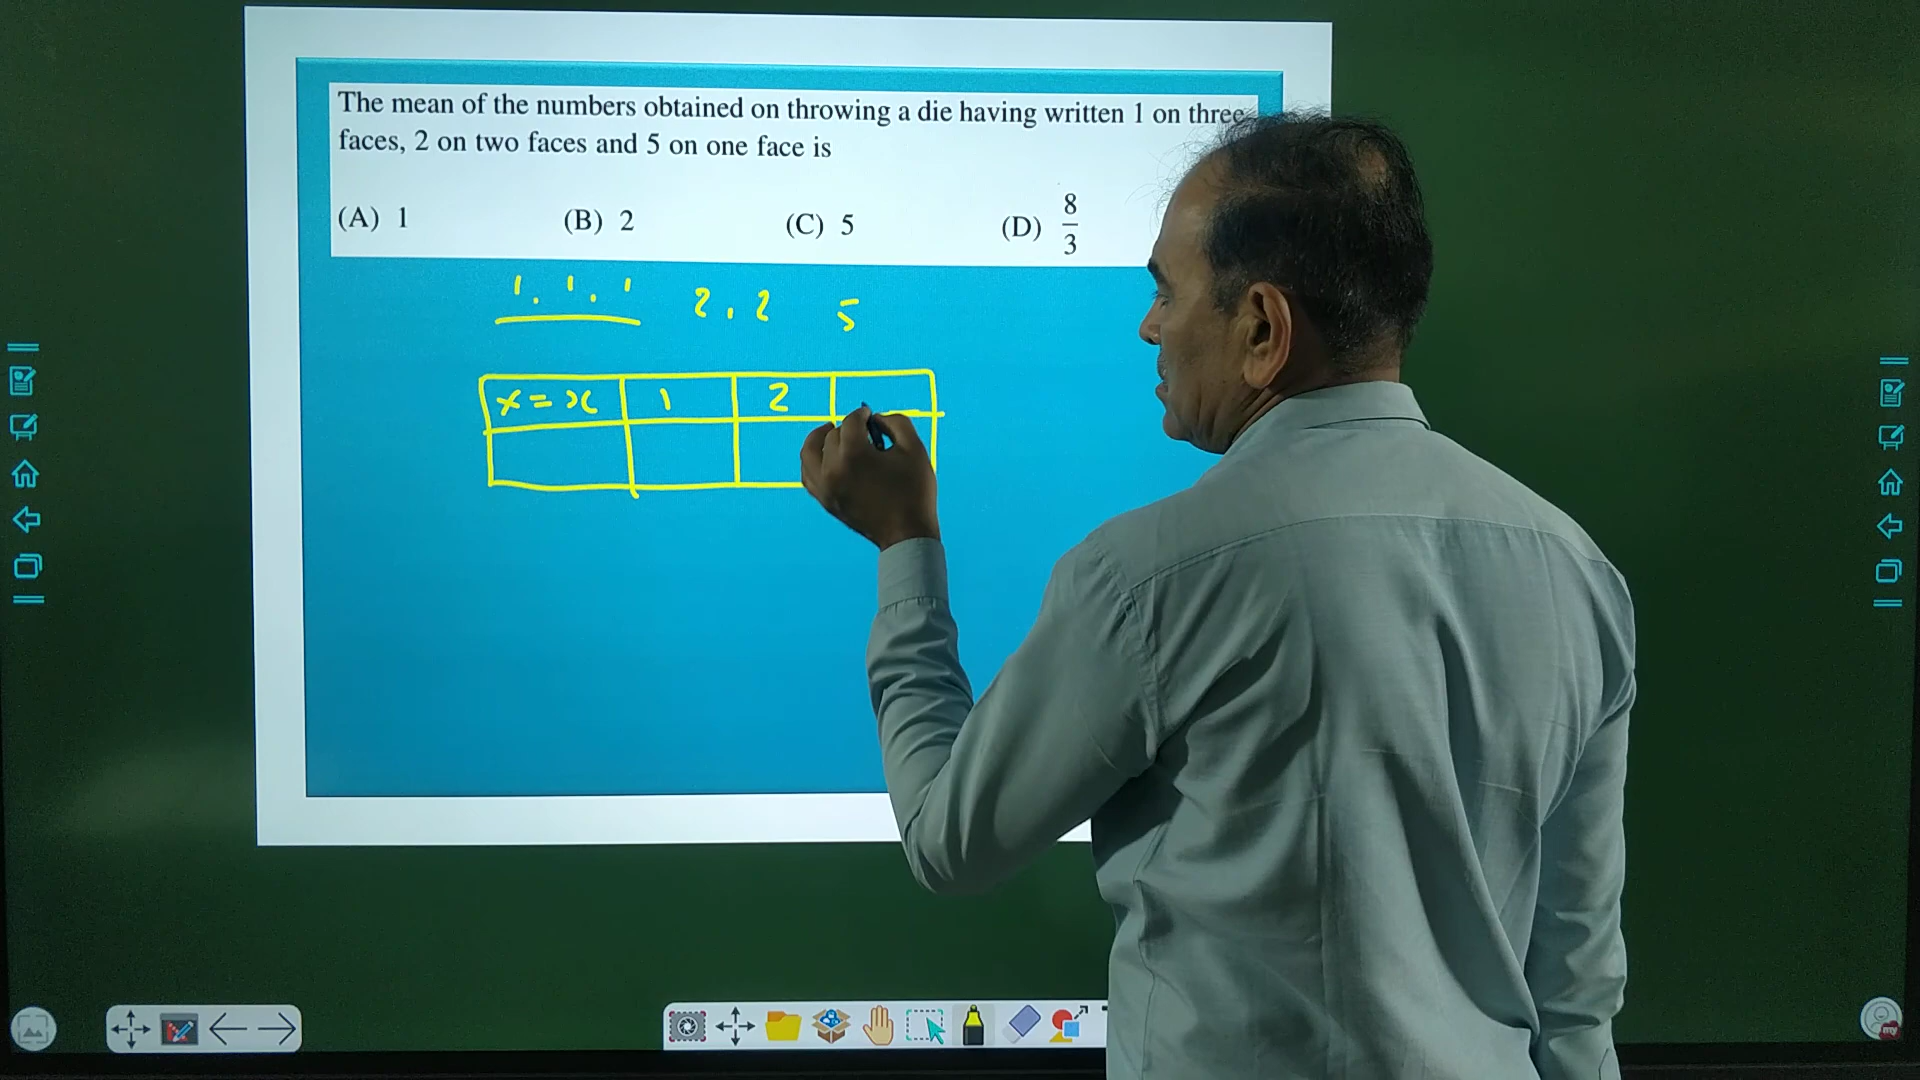 The mean of the numbers obtained on throwing a die having written 1 on three
faces, 2 on two faces and 5 on one face is
(A) 1 (B) 2 (C) 5 (D) 8/3
1, 1, 1 2, 2 5
X = x 1 2
my